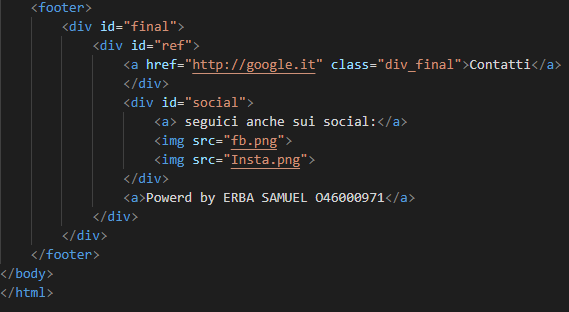 <footer>
<div id="final">
<div id="ref">
<a href="http://google.it" class="div_final">Contatti</a>
</div>
<div id="social">
<a> seguici anche sui social:</a>
<img src="fb.png">
<img src="Insta.png">
</div>
<a>Powerd by ERBA SAMUEL O46000971</a>
</div>
</div>
</footer>
</body>
</html>